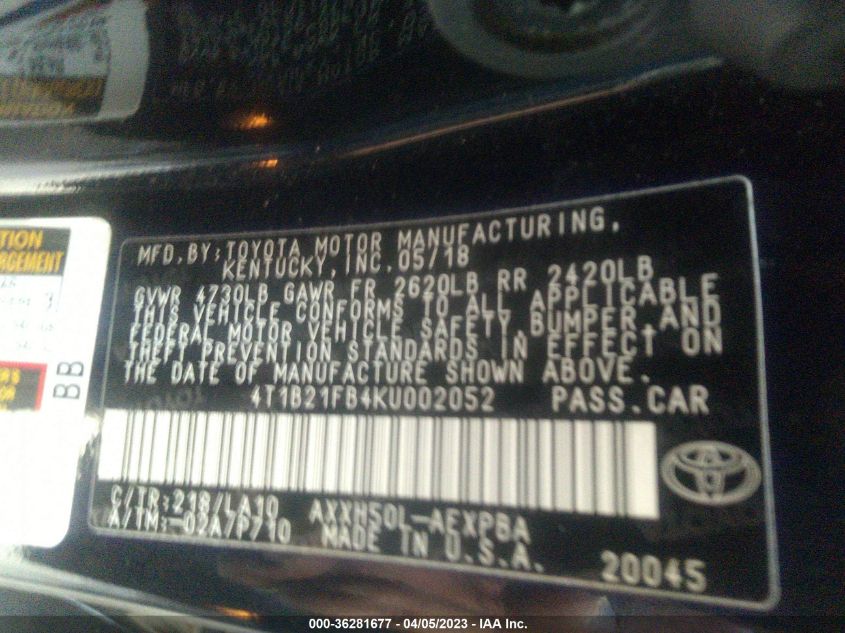 TION
RGEMENT
BB
MFD. BY: TOYOTA MOTOR MANUFACTURING,
KENTUCKY, INC. 05/18
GVWR 4730LB GAWR FR 2620LB RR 2420LB
THIS VEHICLE CONFORMS TO ALL APPLICABLE
FEDERAL MOTOR VEHICLE SAFETY, BUMPER, AND
THEFT PREVENTION STANDARDS IN EFFECT ON
THE DATE OF MANUFACTURE SHOWN ABOVE.
4T1B21FB4KU002052 PASS.CAR
C/TR:218/LA10 AXXH50L-AEXPBA
A/TM:-02A/P710 MADE IN U.S.A.
20045
000-36281677 - 04/05/2023 - IAA Inc.